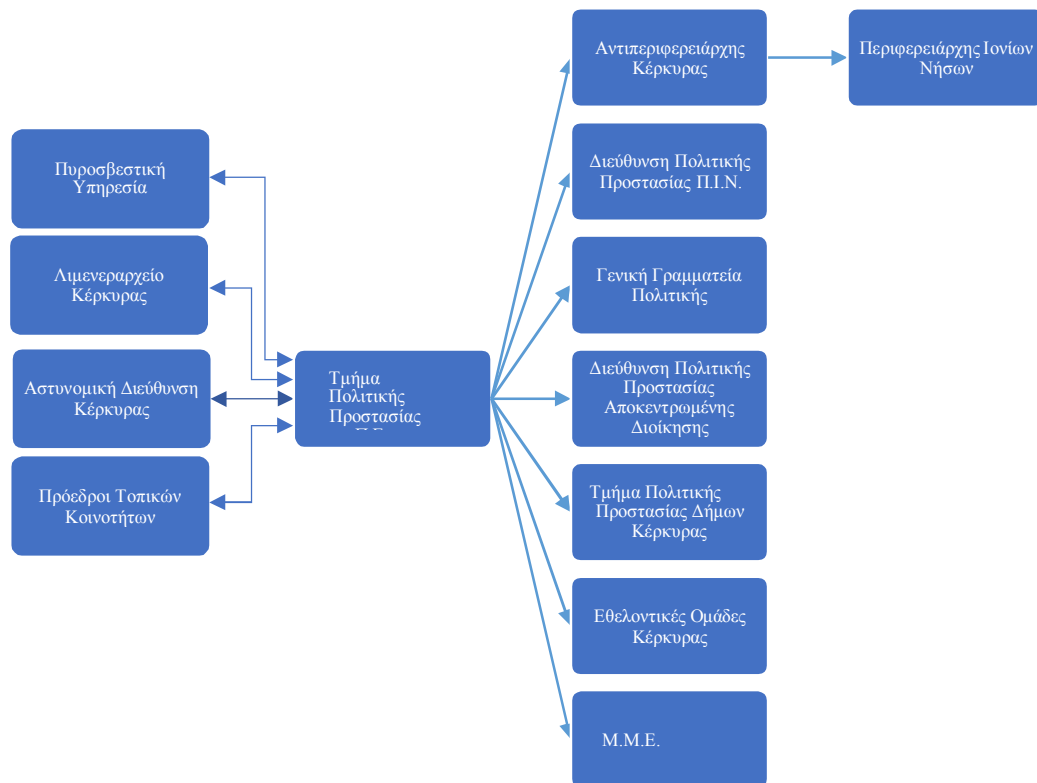 Πυροσβεστική
Υπηρεσία
Λιμενεραρχείο
Κέρκυρας
Αστυνομική Διεύθυνση
Κέρκυρας
Πρόεδροι Τοπικών
Κοινοτήτων
Τμήμα
Πολιτικής
Προστασίας
Αντιπεριφερειάρχης
Κέρκυρας
Περιφερειάρχης Ιονίων
Νήσων
Διεύθυνση Πολιτικής
Προστασίας Π.Ι.Ν.
Γενική Γραμματεία
Πολιτικής
Διεύθυνση Πολιτικής
Προστασίας
Αποκεντρωμένης
Διοίκησης
Τμήμα Πολιτικής
Προστασίας Δήμων
Κέρκυρας
Εθελοντικές Ομάδες
Κέρκυρας
Μ.Μ.Ε.